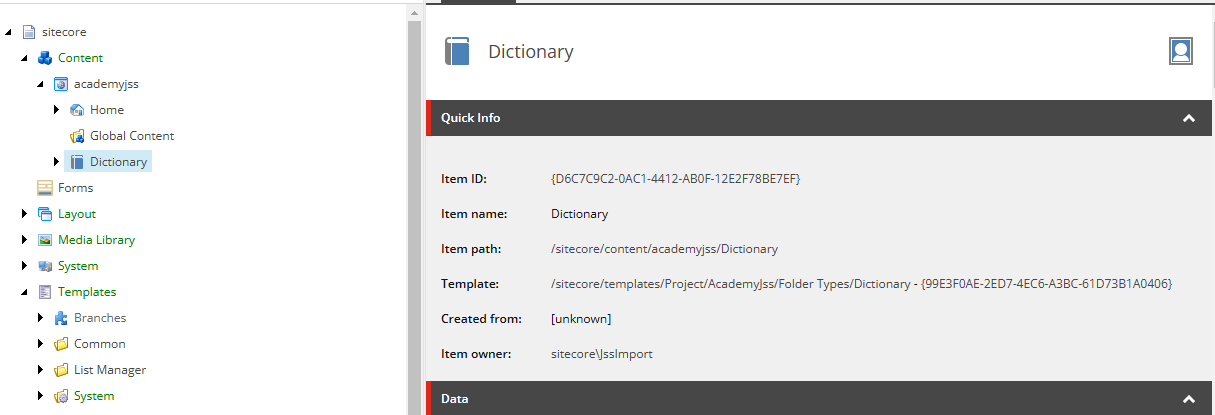 sitecore
Content
academyjss
Home
Global Content
Dictionary
Forms
Layout
Media Library
System
Templates
Branches
Common
List Manager
System
Dictionary
Quick Info
Item ID: {D6C7C9C2-0AC1-4412-AB0F-12E2F78BE7EF}
Item name: Dictionary
Item path: /sitecore/content/academyjss/Dictionary
Template: /sitecore/templates/Project/AcademyJss/Folder Types/Dictionary - {99E3F0AE-2ED7-4EC6-A3BC-61D73B1A0406}
Created from: [unknown]
Item owner: sitecore\JssImport
Data